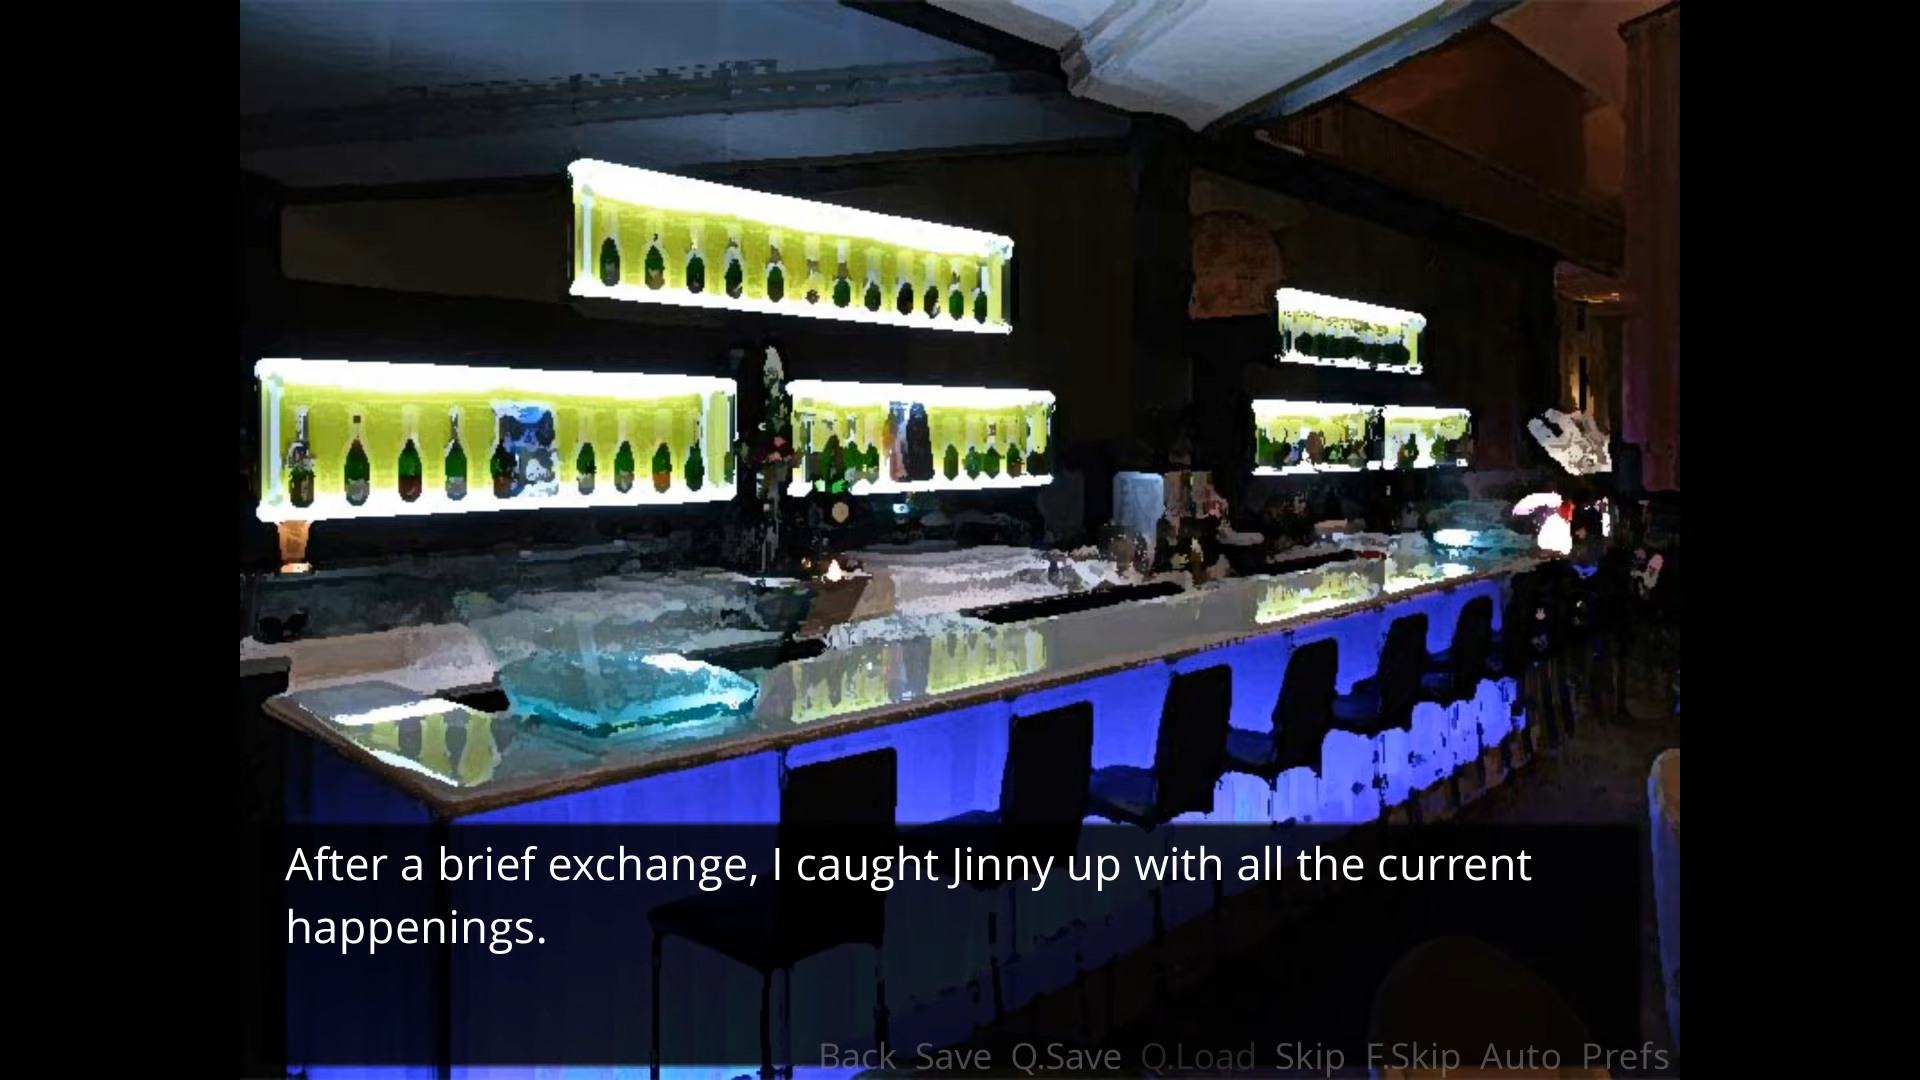 After a brief exchange, I caught Jinny up with all the current
happenings.
Back Save Q.Save Q.Load Skip F.Skip Auto Prefs